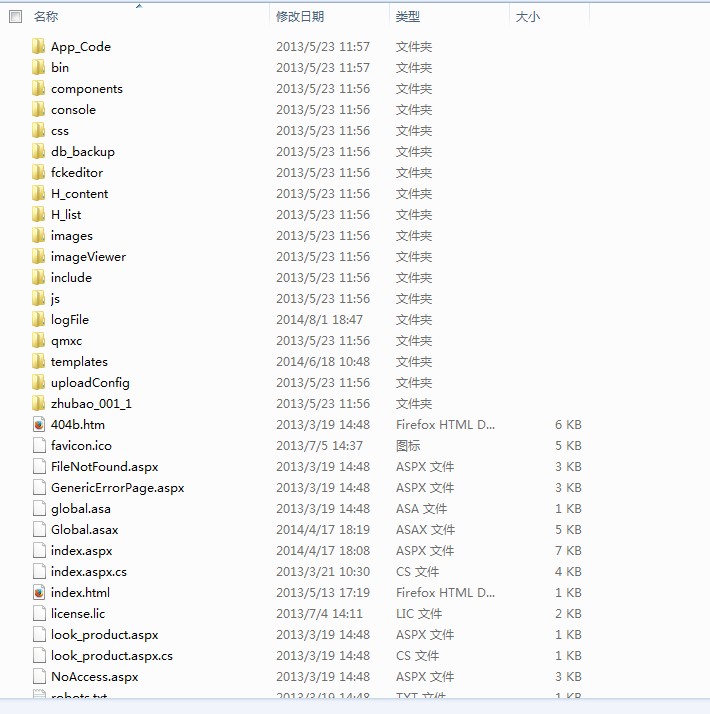 名称 修改日期 类型 大小
App_Code 2013/5/23 11:57 文件夹
bin 2013/5/23 11:57 文件夹
components 2013/5/23 11:56 文件夹
console 2013/5/23 11:56 文件夹
css 2013/5/23 11:56 文件夹
db_backup 2013/5/23 11:56 文件夹
fckeditor 2013/5/23 11:56 文件夹
H_content 2013/5/23 11:56 文件夹
H_list 2013/5/23 11:56 文件夹
images 2013/5/23 11:56 文件夹
imageViewer 2013/5/23 11:56 文件夹
include 2013/5/23 11:56 文件夹
js 2013/5/23 11:56 文件夹
logFile 2014/8/1 18:47 文件夹
qmxc 2013/5/23 11:56 文件夹
templates 2014/6/18 10:48 文件夹
uploadConfig 2013/5/23 11:56 文件夹
zhubao_001_1 2013/5/23 11:56 文件夹
404b.htm 2013/3/19 14:48 Firefox HTML D... 6 KB
favicon.ico 2013/7/5 14:37 图标 5 KB
FileNotFound.aspx 2013/3/19 14:48 ASPX 文件 3 KB
GenericErrorPage.aspx 2013/3/19 14:48 ASPX 文件 3 KB
global.asa 2013/3/19 14:48 ASA 文件 1 KB
Global.asax 2014/4/17 18:19 ASAX 文件 5 KB
index.aspx 2014/4/17 18:08 ASPX 文件 7 KB
index.aspx.cs 2013/3/21 10:30 CS 文件 4 KB
index.html 2013/5/13 17:19 Firefox HTML D... 1 KB
license.lic 2013/7/4 14:11 LIC 文件 2 KB
look_product.aspx 2013/3/19 14:48 ASPX 文件 1 KB
look_product.aspx.cs 2013/3/19 14:48 CS 文件 1 KB
NoAccess.aspx 2013/3/19 14:48 ASPX 文件 3 KB
robots.txt 2013/3/19 14:48 TXT 文件 1 KB